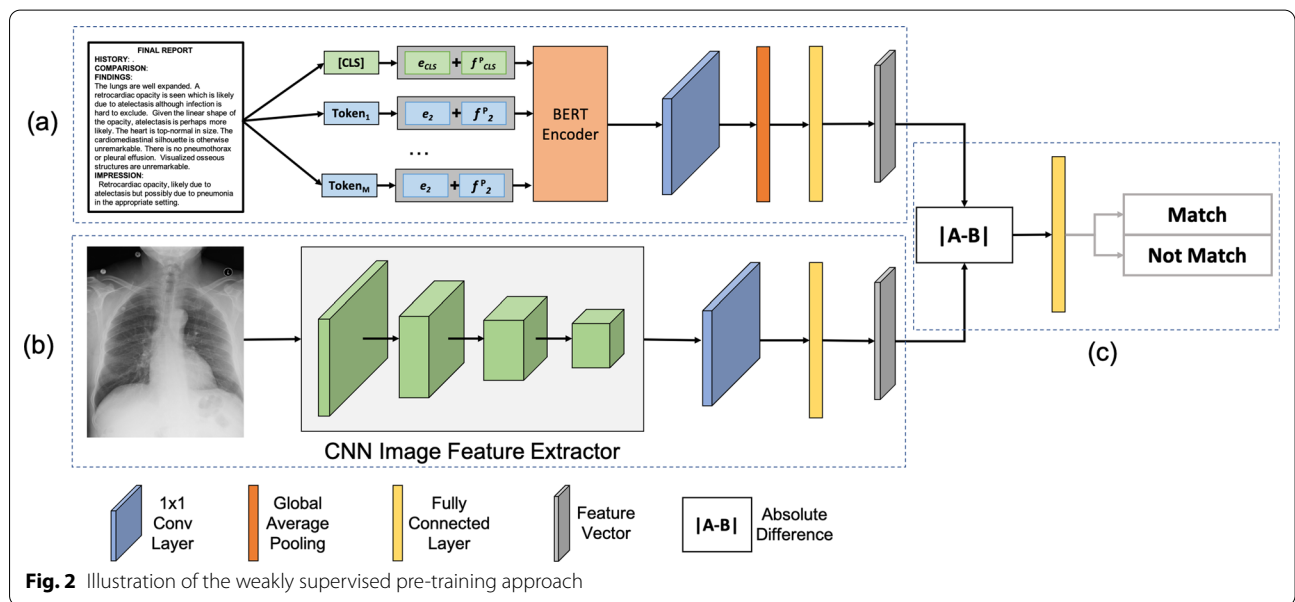 (a)
FINAL REPORT
HISTORY: .
COMPARISON:
FINDINGS:
The lungs are well expanded. A
retrocardiac opacity is seen which is likely
due to atelectasis although infection is
hard to exclude. Given the linear shape of
the opacity, atelectasis is perhaps more
likely. The heart is top-normal in size. The
cardiomediastinal silhouette is otherwise
unremarkable. There is no pneumothorax
or pleural effusion. Visualized osseous
structures are unremarkable.
IMPRESSION:
Retrocardiac opacity, likely due to
atelectasis but possibly due to pneumonia
in the appropriate setting.
[CLS]
e_CLS + f^P_CLS
Token_1
e_2 + f^P_2
...
Token_M
e_2 + f^P_2
BERT
Encoder
(b)
CNN Image Feature Extractor
|A-B|
Match
Not Match
(c)
1x1
Conv
Layer
Global
Average
Pooling
Fully
Connected
Layer
Feature
Vector
|A-B|
Absolute
Difference
Fig. 2 Illustration of the weakly supervised pre-training approach